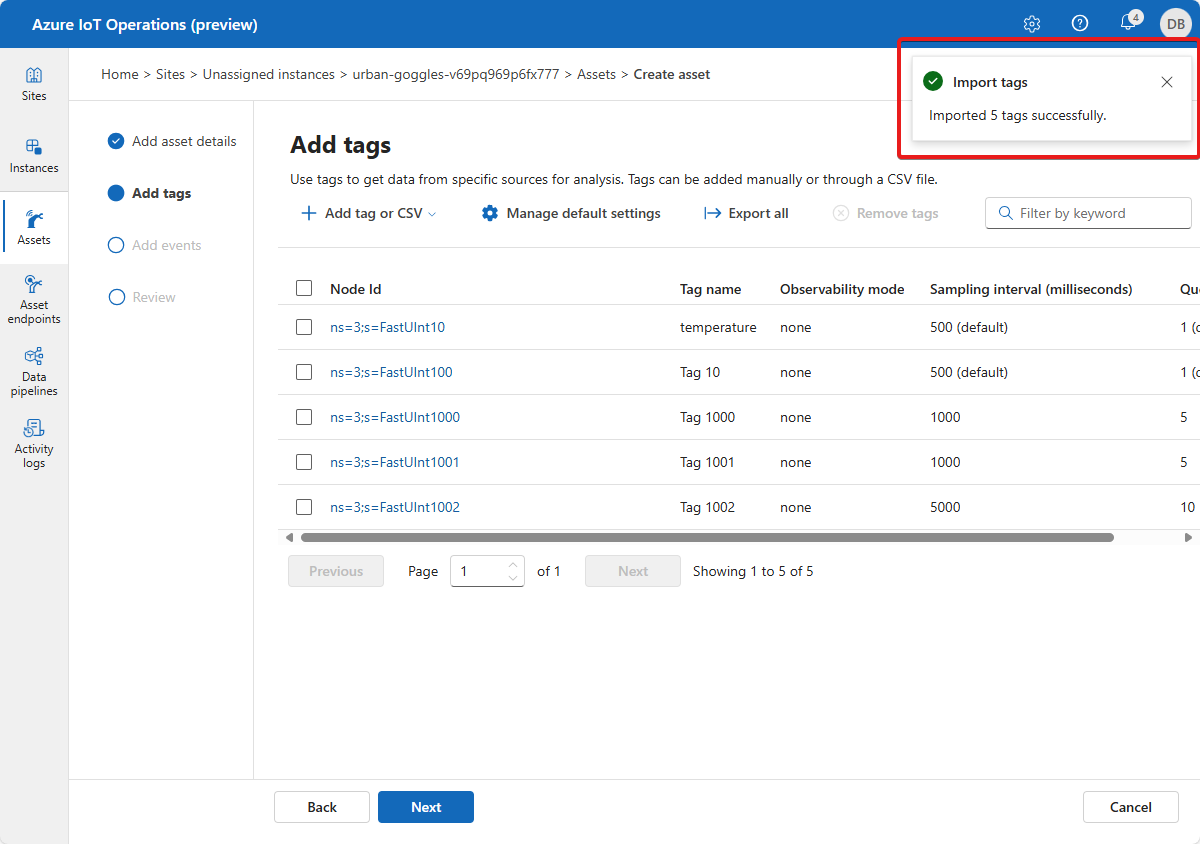 Azure IoT Operations (preview)
4
DB
Sites
Instances
Assets
Asset
endpoints
Data
pipelines
Activity
logs
Home > Sites > Unassigned instances > urban-goggles-v69pq969p6fx777 > Assets > Create asset
Import tags
Imported 5 tags successfully.
Add asset details
Add tags
Add events
Review
Add tags
Use tags to get data from specific sources for analysis. Tags can be added manually or through a CSV file.
Add tag or CSV
Manage default settings
Export all
Remove tags
Filter by keyword
Node Id Tag name Observability mode Sampling interval (milliseconds) Qu
ns=3;s=FastUInt10 temperature none 500 (default) 1 (
ns=3;s=FastUInt100 Tag 10 none 500 (default) 1 (
ns=3;s=FastUInt1000 Tag 1000 none 1000 5
ns=3;s=FastUInt1001 Tag 1001 none 1000 5
ns=3;s=FastUInt1002 Tag 1002 none 5000 10
Previous Page 1 of 1 Next Showing 1 to 5 of 5
Back Next Cancel